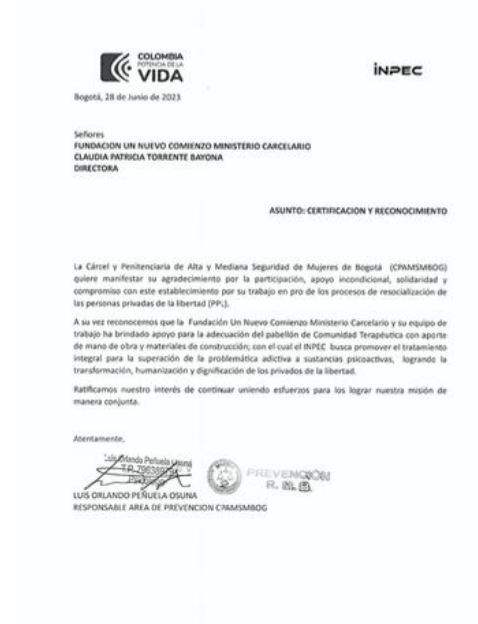 COLOMBIA
POTENCIA DE LA
VIDA
INPEC
Bogotá, 28 de Junio de 2023
Señores
FUNDACION UN NUEVO COMIENZO MINISTERIO CARCELARIO
CLAUDIA PATRICIA TORRENTE BAYONA
DIRECTORA
ASUNTO: CERTIFICACION Y RECONOCIMIENTO
La Cárcel y Penitenciaria de Alta y Mediana Seguridad de Mujeres de Bogotá (CPAMSMBOG)
quiere manifestar su agradecimiento por la participación, apoyo incondicional, solidaridad y
compromiso con este establecimiento por su trabajo en pro de los procesos de resocialización de
las personas privadas de la libertad (PPL).
A su vez reconocemos que la Fundación Un Nuevo Comienzo Ministerio Carcelario y su equipo de
trabajo ha brindado apoyo para la adecuación del pabellón de Comunidad Terapéutica con aporte
de mano de obra y materiales de construcción; con el cual el INPEC busca promover el tratamiento
integral para la superación de la problemática adictiva a sustancias psicoactivas, logrando la
transformación, humanización y dignificación de los privados de la libertad.
Ratificamos nuestro interés de continuar uniendo esfuerzos para los lograr nuestra misión de
manera conjunta.
Atentamente,
Luis Orlando Peñuela Osuna
PREVENCIÓN
R. M. B.
LUIS ORLANDO PEÑUELA OSUNA
RESPONSABLE AREA DE PREVENCION CPAMSMBOG